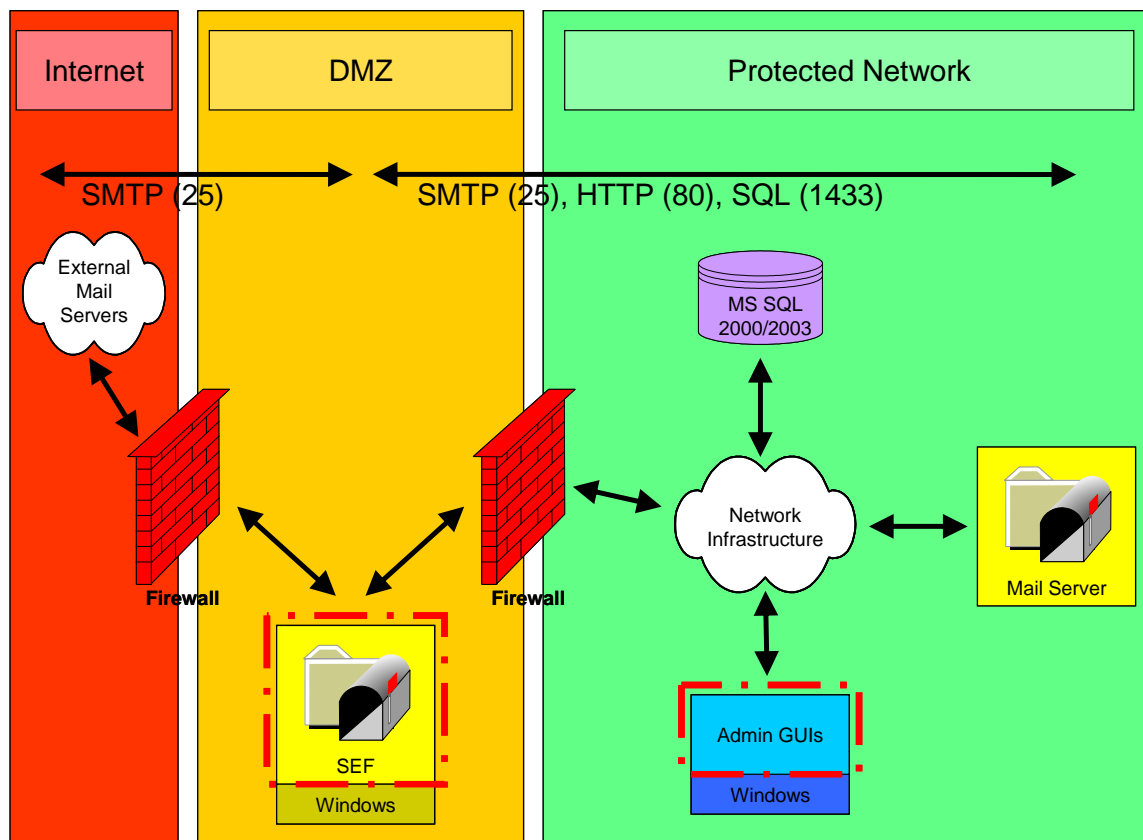 Internet
DMZ
Protected Network
SMTP (25)
SMTP (25), HTTP (80), SQL (1433)
External
Mail
Servers
MS SQL
2000/2003
Network
Infrastructure
Firewall
Firewall
Mail Server
SEF
Windows
Admin GUIs
Windows